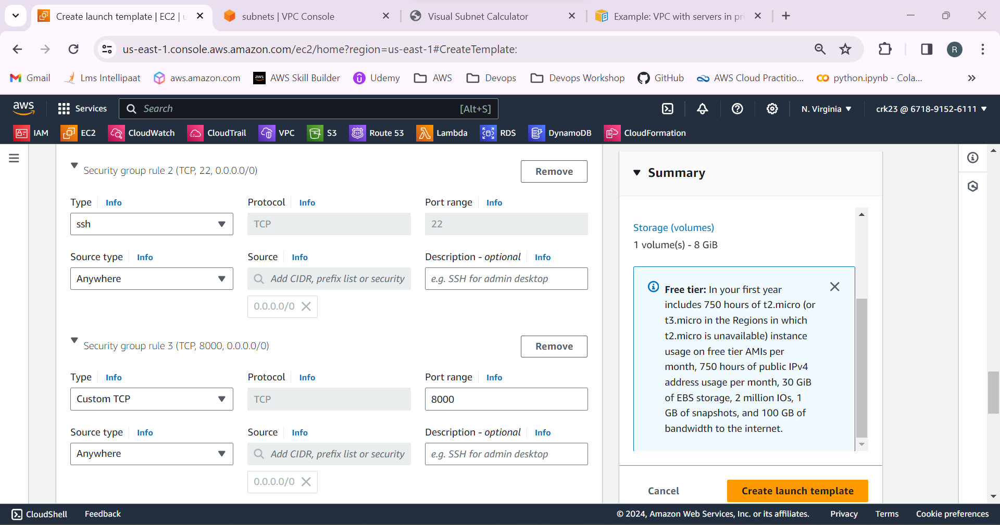 Create launch template | EC2 | u
subnets | VPC Console
Visual Subnet Calculator
Example: VPC with servers in pri
us-east-1.console.aws.amazon.com/ec2/home?region=us-east-1#CreateTemplate:
R
Gmail
Lms Intellipaat
aws.amazon.com
aws
AWS Skill Builder
Udemy
AWS
Devops
Devops Workshop
GitHub
AWS Cloud Practitio...
python.ipynb - Cola...
aws
Services
Search
[Alt+S]
N. Virginia
crk23 @ 6718-9152-6111
IAM
EC2
CloudWatch
CloudTrail
VPC
S3
53
Route 53
Lambda
RDS
DynamoDB
CloudFormation
Security group rule 2 (TCP, 22, 0.0.0.0/0)
Remove
Type Info
Protocol Info
Port range Info
ssh
TCP
22
Source type Info
Source Info
Description - optional Info
Anywhere
Add CIDR, prefix list or security
e.g. SSH for admin desktop
0.0.0.0/0
Security group rule 3 (TCP, 8000, 0.0.0.0/0)
Remove
Type Info
Protocol Info
Port range Info
Custom TCP
TCP
8000
Source type Info
Source Info
Description - optional Info
Anywhere
Add CIDR, prefix list or security
e.g. SSH for admin desktop
0.0.0.0/0
Summary
Storage (volumes)
1 volume(s) - 8 GiB
Free tier: In your first year
includes 750 hours of t2.micro (or
t3.micro in the Regions in which
t2.micro is unavailable) instance
usage on free tier AMIs per
month, 750 hours of public IPv4
address usage per month, 30 GiB
of EBS storage, 2 million IOs, 1
GB of snapshots, and 100 GB of
bandwidth to the internet.
Cancel
Create launch template
CloudShell
Feedback
© 2024, Amazon Web Services, Inc. or its affiliates.
Privacy
Terms
Cookie preferences